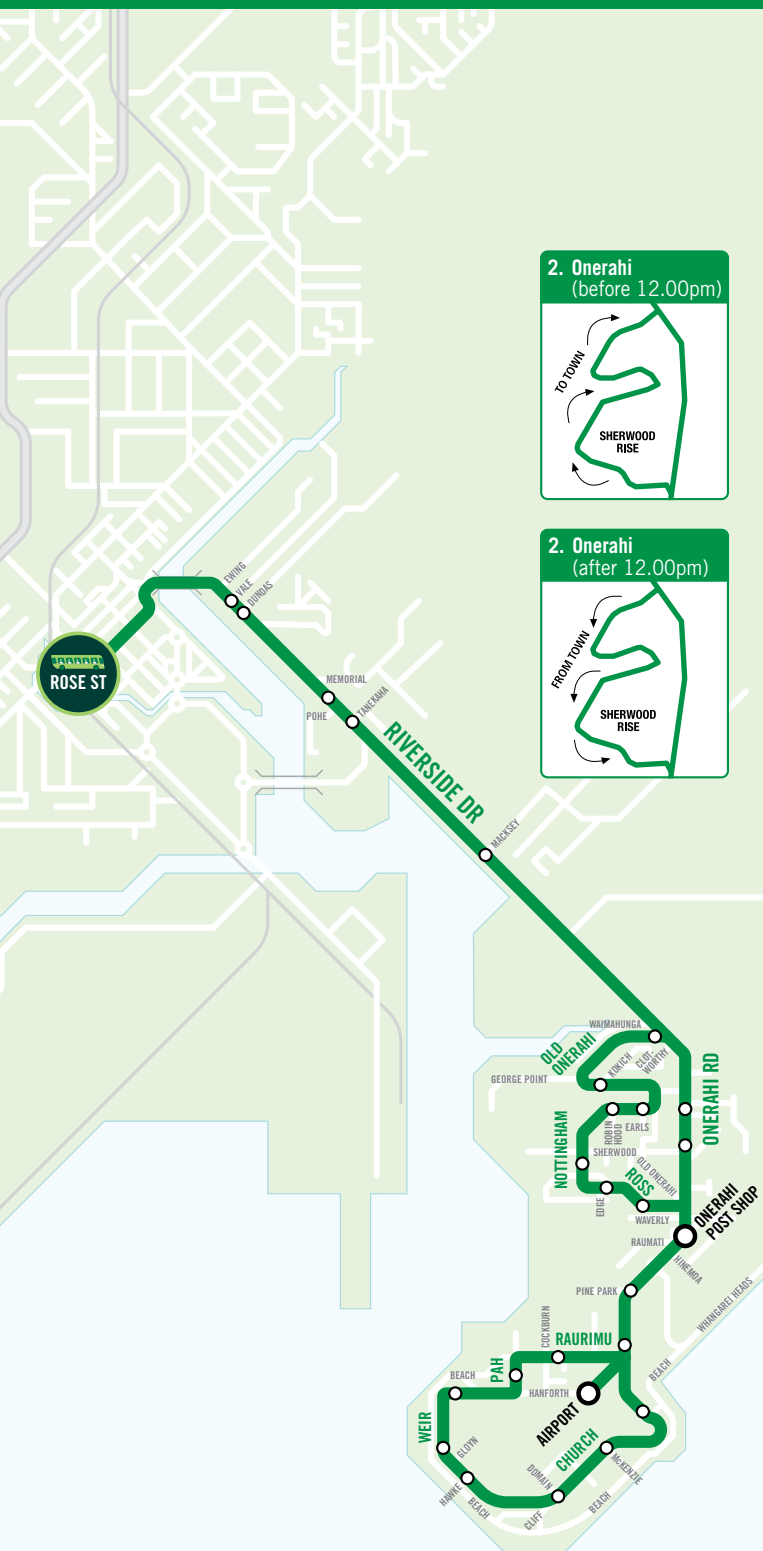 2. Onerahi
(before 12.00pm)
TO TOWN
SHERWOOD
RISE
2. Onerahi
(after 12.00pm)
FROM TOWN
SHERWOOD
RISE
EWING
VALE
DUNDAS
ROSE ST
MEMORIAL
POHE
TANEKAHA
RIVERSIDE DR
MACKSEY
WAIMAHUNGA
OLD
ONERAHI
KOKICH
CLOT-
WORTHY
GEORGE POINT
ONERAHI RD
NOTTINGHAM
ROBIN
HOOD
EARLS
SHERWOOD
OLD ONERAHI
ROSS
EDGE
WAVERLY
ONERAHI
POST SHOP
RAUMATI
HINEMOA
PINE PARK
WHANGAREI HEADS
COCKBURN
RAURIMU
PAH
BEACH
BEACH
HANFORTH
AIRPORT
WEIR
GLOYN
CHURCH
McKENZIE
DOMAIN
HAWKE
BEACH
CLIFF
BEACH